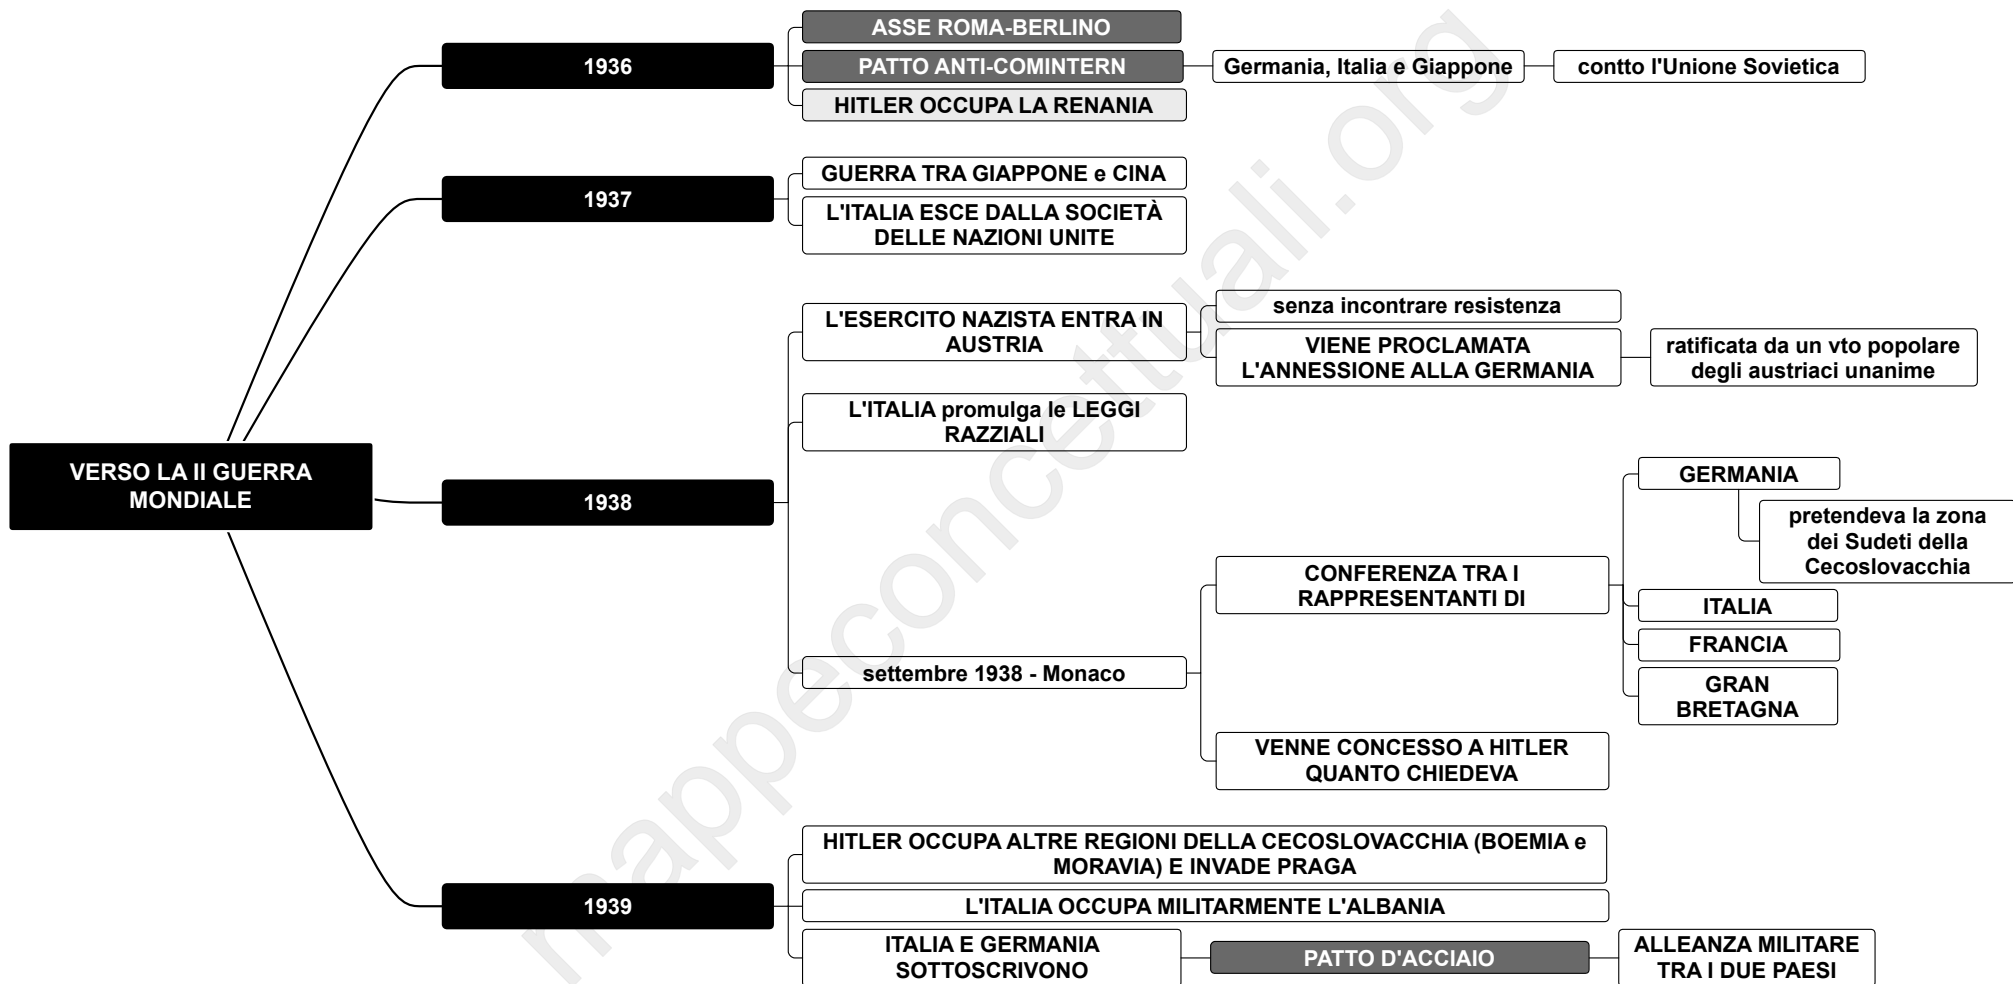 VERSO LA II GUERRA
MONDIALE
1936
ASSE ROMA-BERLINO
PATTO ANTI-COMINTERN
Germania, Italia e Giappone
contto l'Unione Sovietica
HITLER OCCUPA LA RENANIA
1937
GUERRA TRA GIAPPONE e CINA
L'ITALIA ESCE DALLA SOCIETÀ
DELLE NAZIONI UNITE
1938
L'ESERCITO NAZISTA ENTRA IN
AUSTRIA
senza incontrare resistenza
VIENE PROCLAMATA
L'ANNESSIONE ALLA GERMANIA
ratificata da un vto popolare
degli austriaci unanime
L'ITALIA promulga le LEGGI
RAZZIALI
settembre 1938 - Monaco
CONFERENZA TRA I
RAPPRESENTANTI DI
GERMANIA
pretendeva la zona
dei Sudeti della
Cecoslovacchia
ITALIA
FRANCIA
GRAN
BRETAGNA
VENNE CONCESSO A HITLER
QUANTO CHIEDEVA
1939
HITLER OCCUPA ALTRE REGIONI DELLA CECOSLOVACCHIA (BOEMIA e
MORAVIA) E INVADE PRAGA
L'ITALIA OCCUPA MILITARMENTE L'ALBANIA
ITALIA E GERMANIA
SOTTOSCRIVONO
PATTO D'ACCIAIO
ALLEANZA MILITARE
TRA I DUE PAESI
mappeconcettuali.org